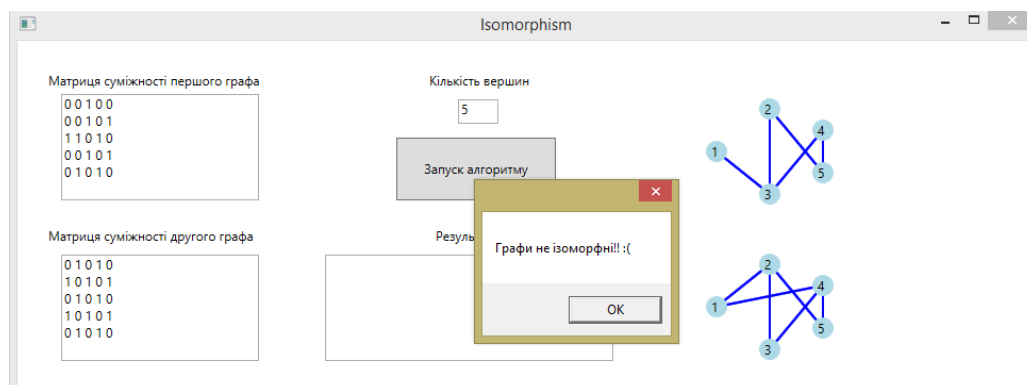 Isomorphism
Матриця суміжності першого графа
0 0 1 0 0
0 0 1 0 1
1 1 0 1 0
0 0 1 0 1
0 1 0 1 0
Кількість вершин
5
Запуск алгоритму
2
4
1
5
3
Матриця суміжності другого графа
0 1 0 1 0
1 0 1 0 1
0 1 0 1 0
1 0 1 0 1
0 1 0 1 0
Графи не ізоморфні!! :(
OK
2
4
1
5
3